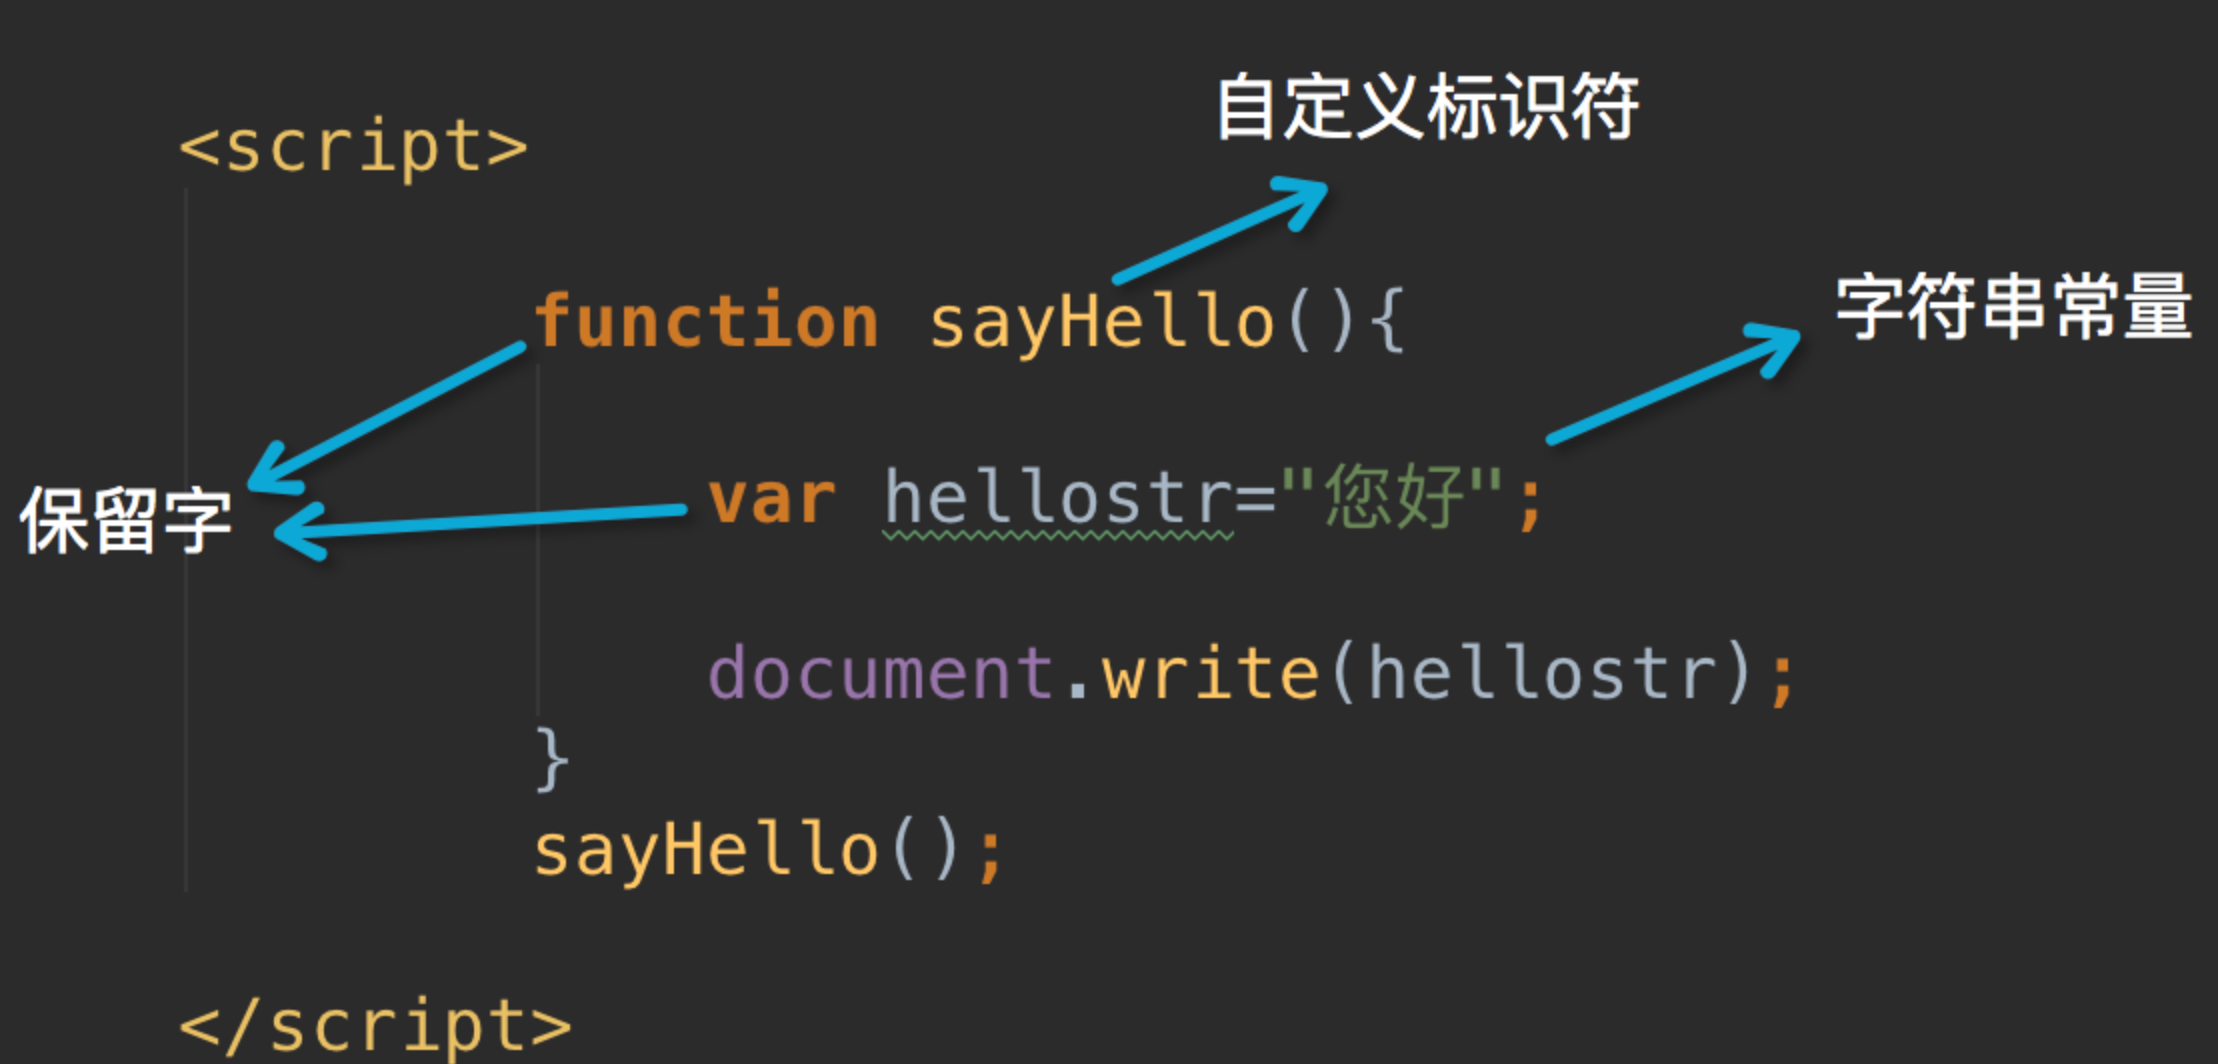 自定义标识符
<script>
字符串常量
function sayHello(){
var hellostr="您好";
保留字
document.write(hellostr);
}
sayHello();
</script>